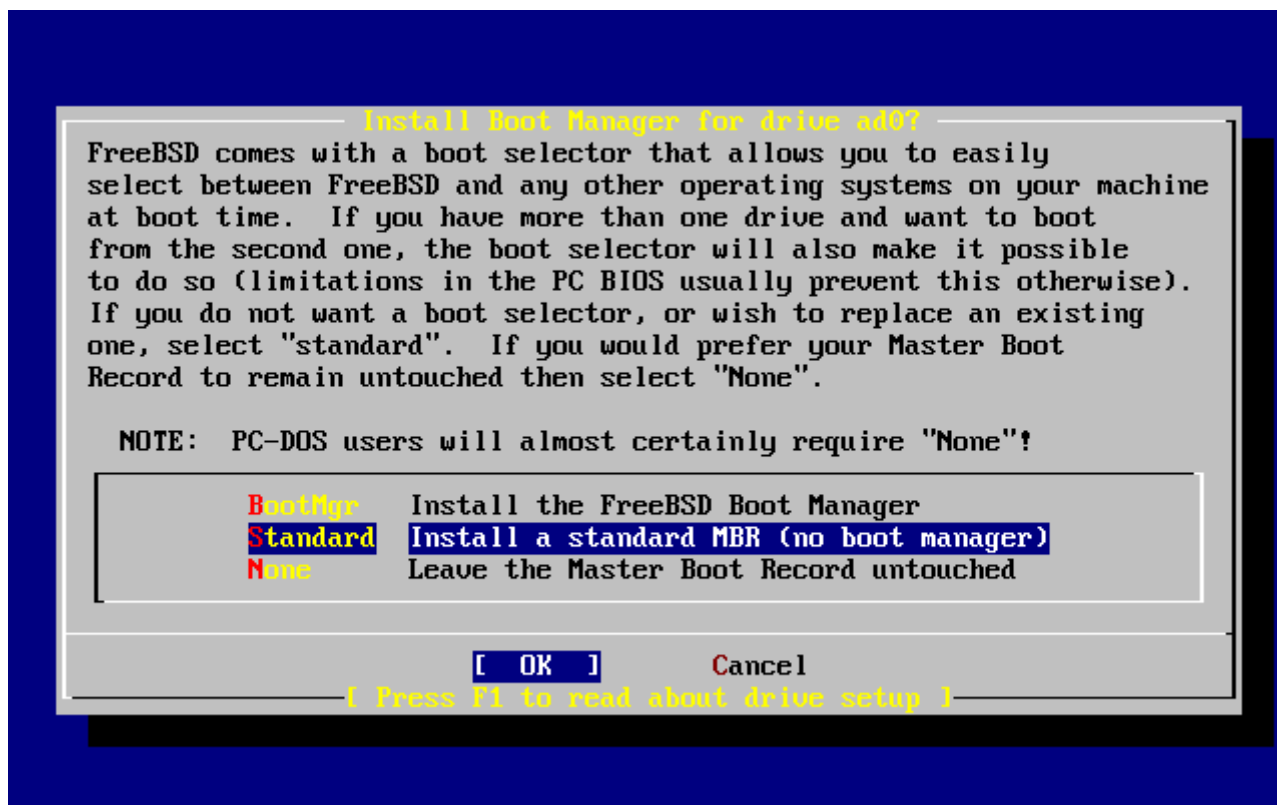 Install Boot Manager for drive ad0?
FreeBSD comes with a boot selector that allows you to easily
select between FreeBSD and any other operating systems on your machine
at boot time.  If you have more than one drive and want to boot
from the second one, the boot selector will also make it possible
to do so (limitations in the PC BIOS usually prevent this otherwise).
If you do not want a boot selector, or wish to replace an existing
one, select "standard".  If you would prefer your Master Boot
Record to remain untouched then select "None".
NOTE:  PC-DOS users will almost certainly require "None"!
BootMgr   Install the FreeBSD Boot Manager
Standard  Install a standard MBR (no boot manager)
None      Leave the Master Boot Record untouched
[  OK  ]       Cancel
[ Press F1 to read about drive setup ]